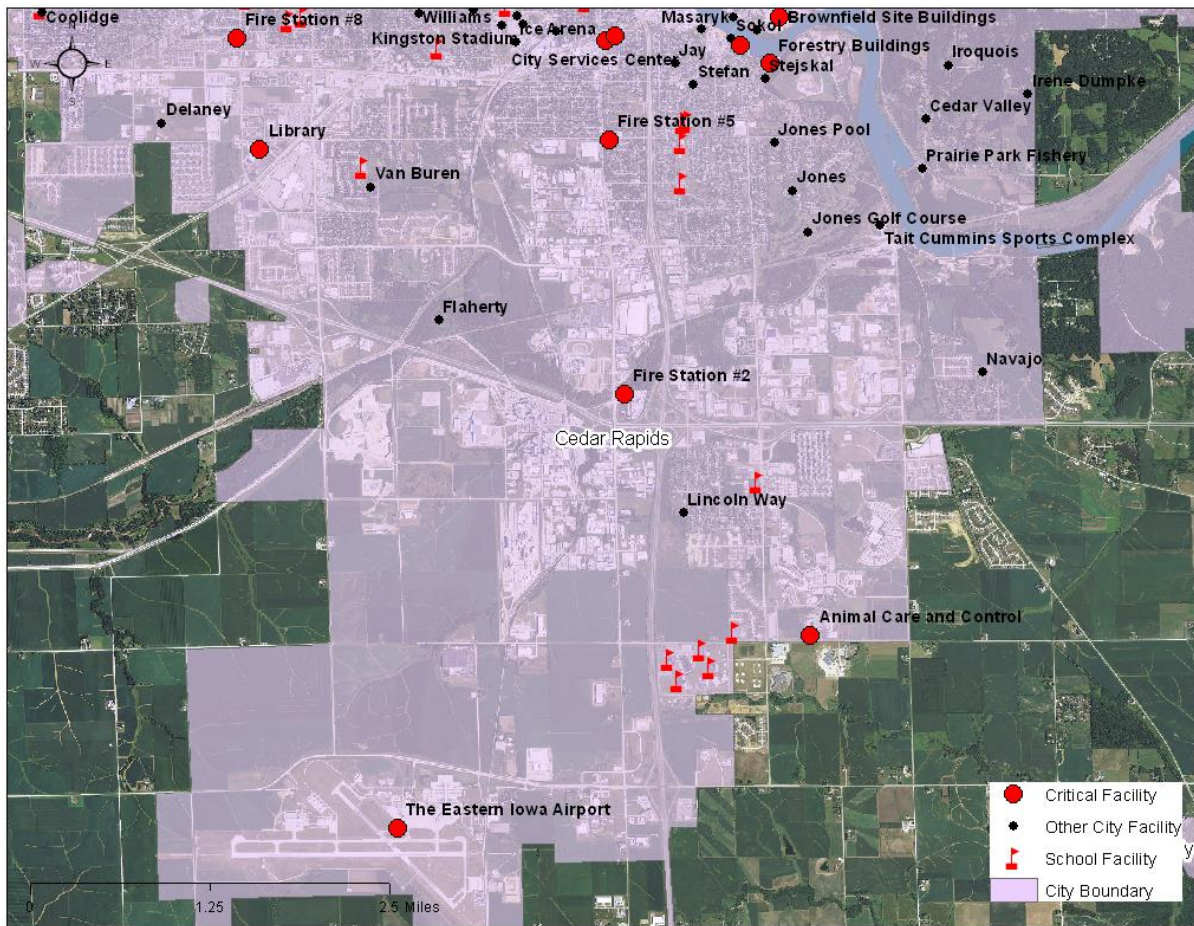 Coolidge
Fire Station #8
Williams
Ice Arena
Kingston Stadium
City Services Center
Masaryk
Sokol
Brownfield Site Buildings
Forestry Buildings
Jay
Stefan
Stejskal
Iroquois
Irene Dumpke
Cedar Valley
N
W
E
S
Delaney
Library
Fire Station #5
Jones Pool
Van Buren
Prairie Park Fishery
Jones
Jones Golf Course
Tait Cummins Sports Complex
Flaherty
Navajo
Fire Station #2
Cedar Rapids
Lincoln Way
Animal Care and Control
The Eastern Iowa Airport
Critical Facility
Other City Facility
School Facility
City Boundary
y
0
1.25
2.5 Miles